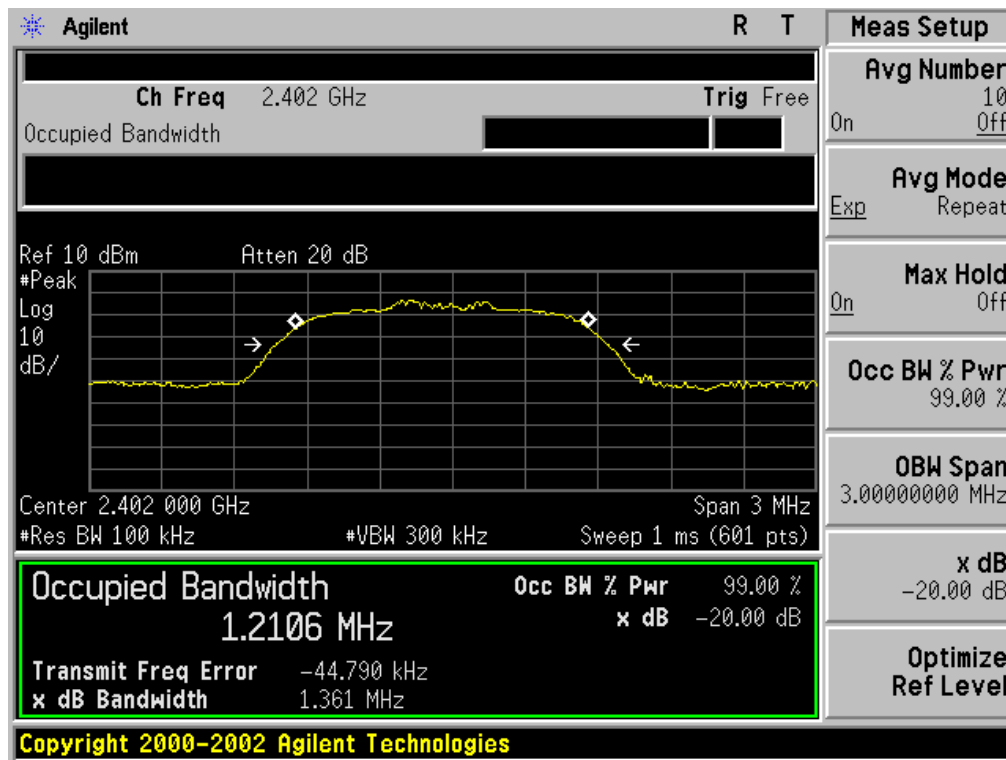 Agilent R T
Ch Freq 2.402 GHz Trig Free
Occupied Bandwidth
Ref 10 dBm Atten 20 dB
#Peak
Log
10
dB/
Center 2.402 000 GHz Span 3 MHz
#Res BW 100 kHz #VBW 300 kHz Sweep 1 ms (601 pts)
Occupied Bandwidth Occ BW % Pwr 99.00 %
1.2106 MHz x dB -20.00 dB
Transmit Freq Error -44.790 kHz
x dB Bandwidth 1.361 MHz
Copyright 2000-2002 Agilent Technologies
Meas Setup
Avg Number
10
On Off
Avg Mode
Exp Repeat
Max Hold
On Off
Occ BW % Pwr
99.00 %
OBW Span
3.00000000 MHz
x dB
-20.00 dB
Optimize
Ref Level